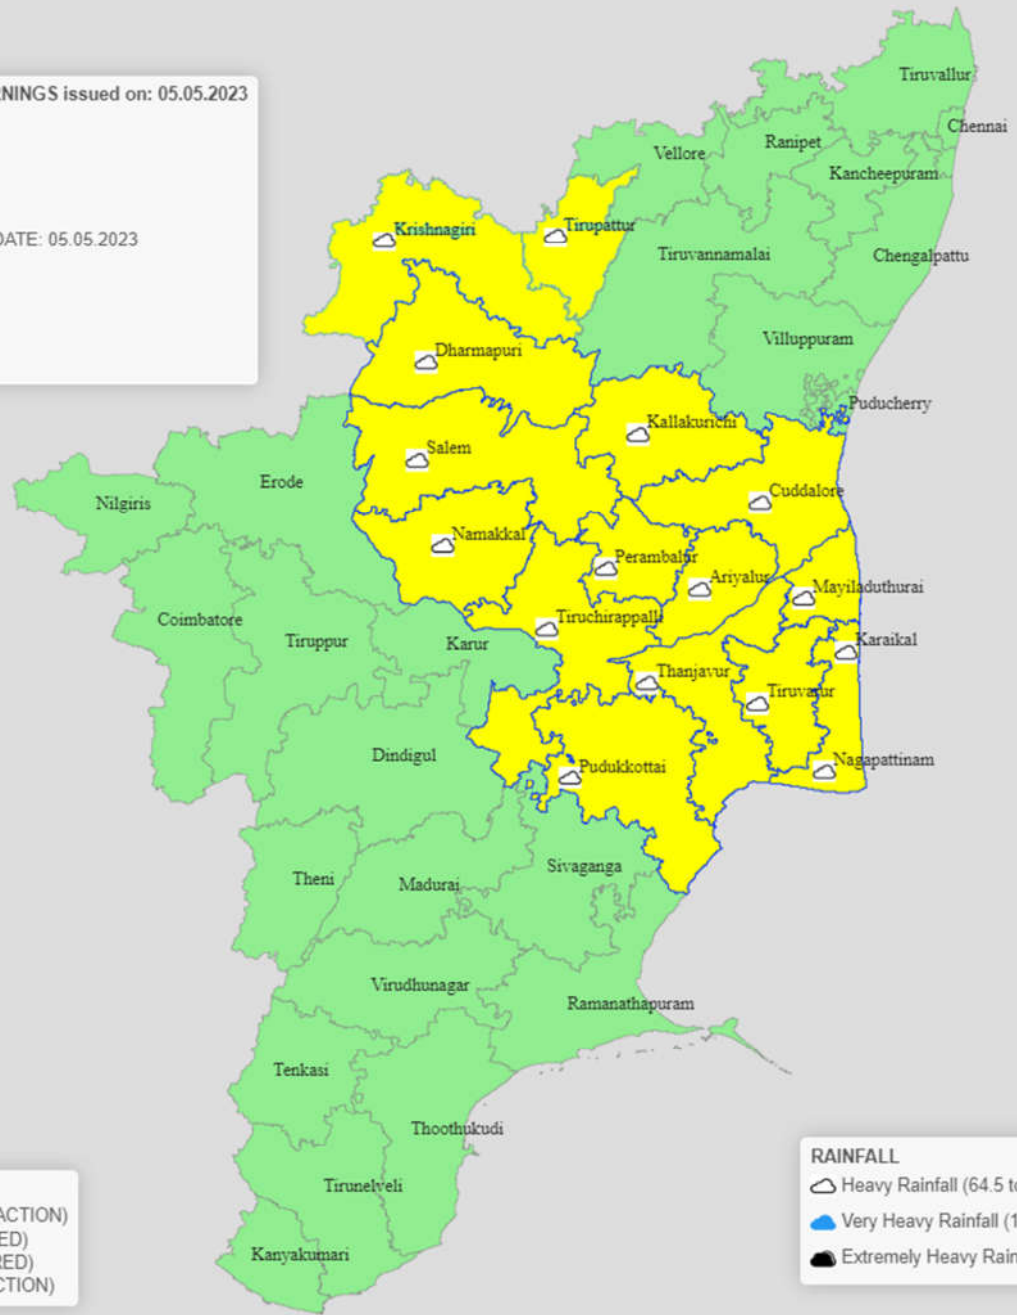 NINGS issued on: 05.05.2023
DATE: 05.05.2023
Tiruvallur
Chennai
Ranipet
Vellore
Kancheepuram
Krishnagiri
Tirupattur
Tiruvannamalai
Chengalpattu
Villuppuram
Dharmapuri
Puducherry
Kallakurichi
Salem
Erode
Cuddalore
Nilgiris
Namakkal
Perambalur
Ariyalur
Mayiladuthurai
Coimbatore
Tiruchirappalli
Tiruppur
Karur
Karaikal
Thanjavur
Tiruvarur
Dindigul
Pudukkottai
Nagapattinam
Sivaganga
Theni
Madurai
Virudhunagar
Ramanathapuram
Tenkasi
Thoothukudi
Tirunelveli
Kanyakumari
ACTION)
ED)
RED)
CTION)
RAINFALL
Heavy Rainfall (64.5 to
Very Heavy Rainfall (1
Extremely Heavy Rain